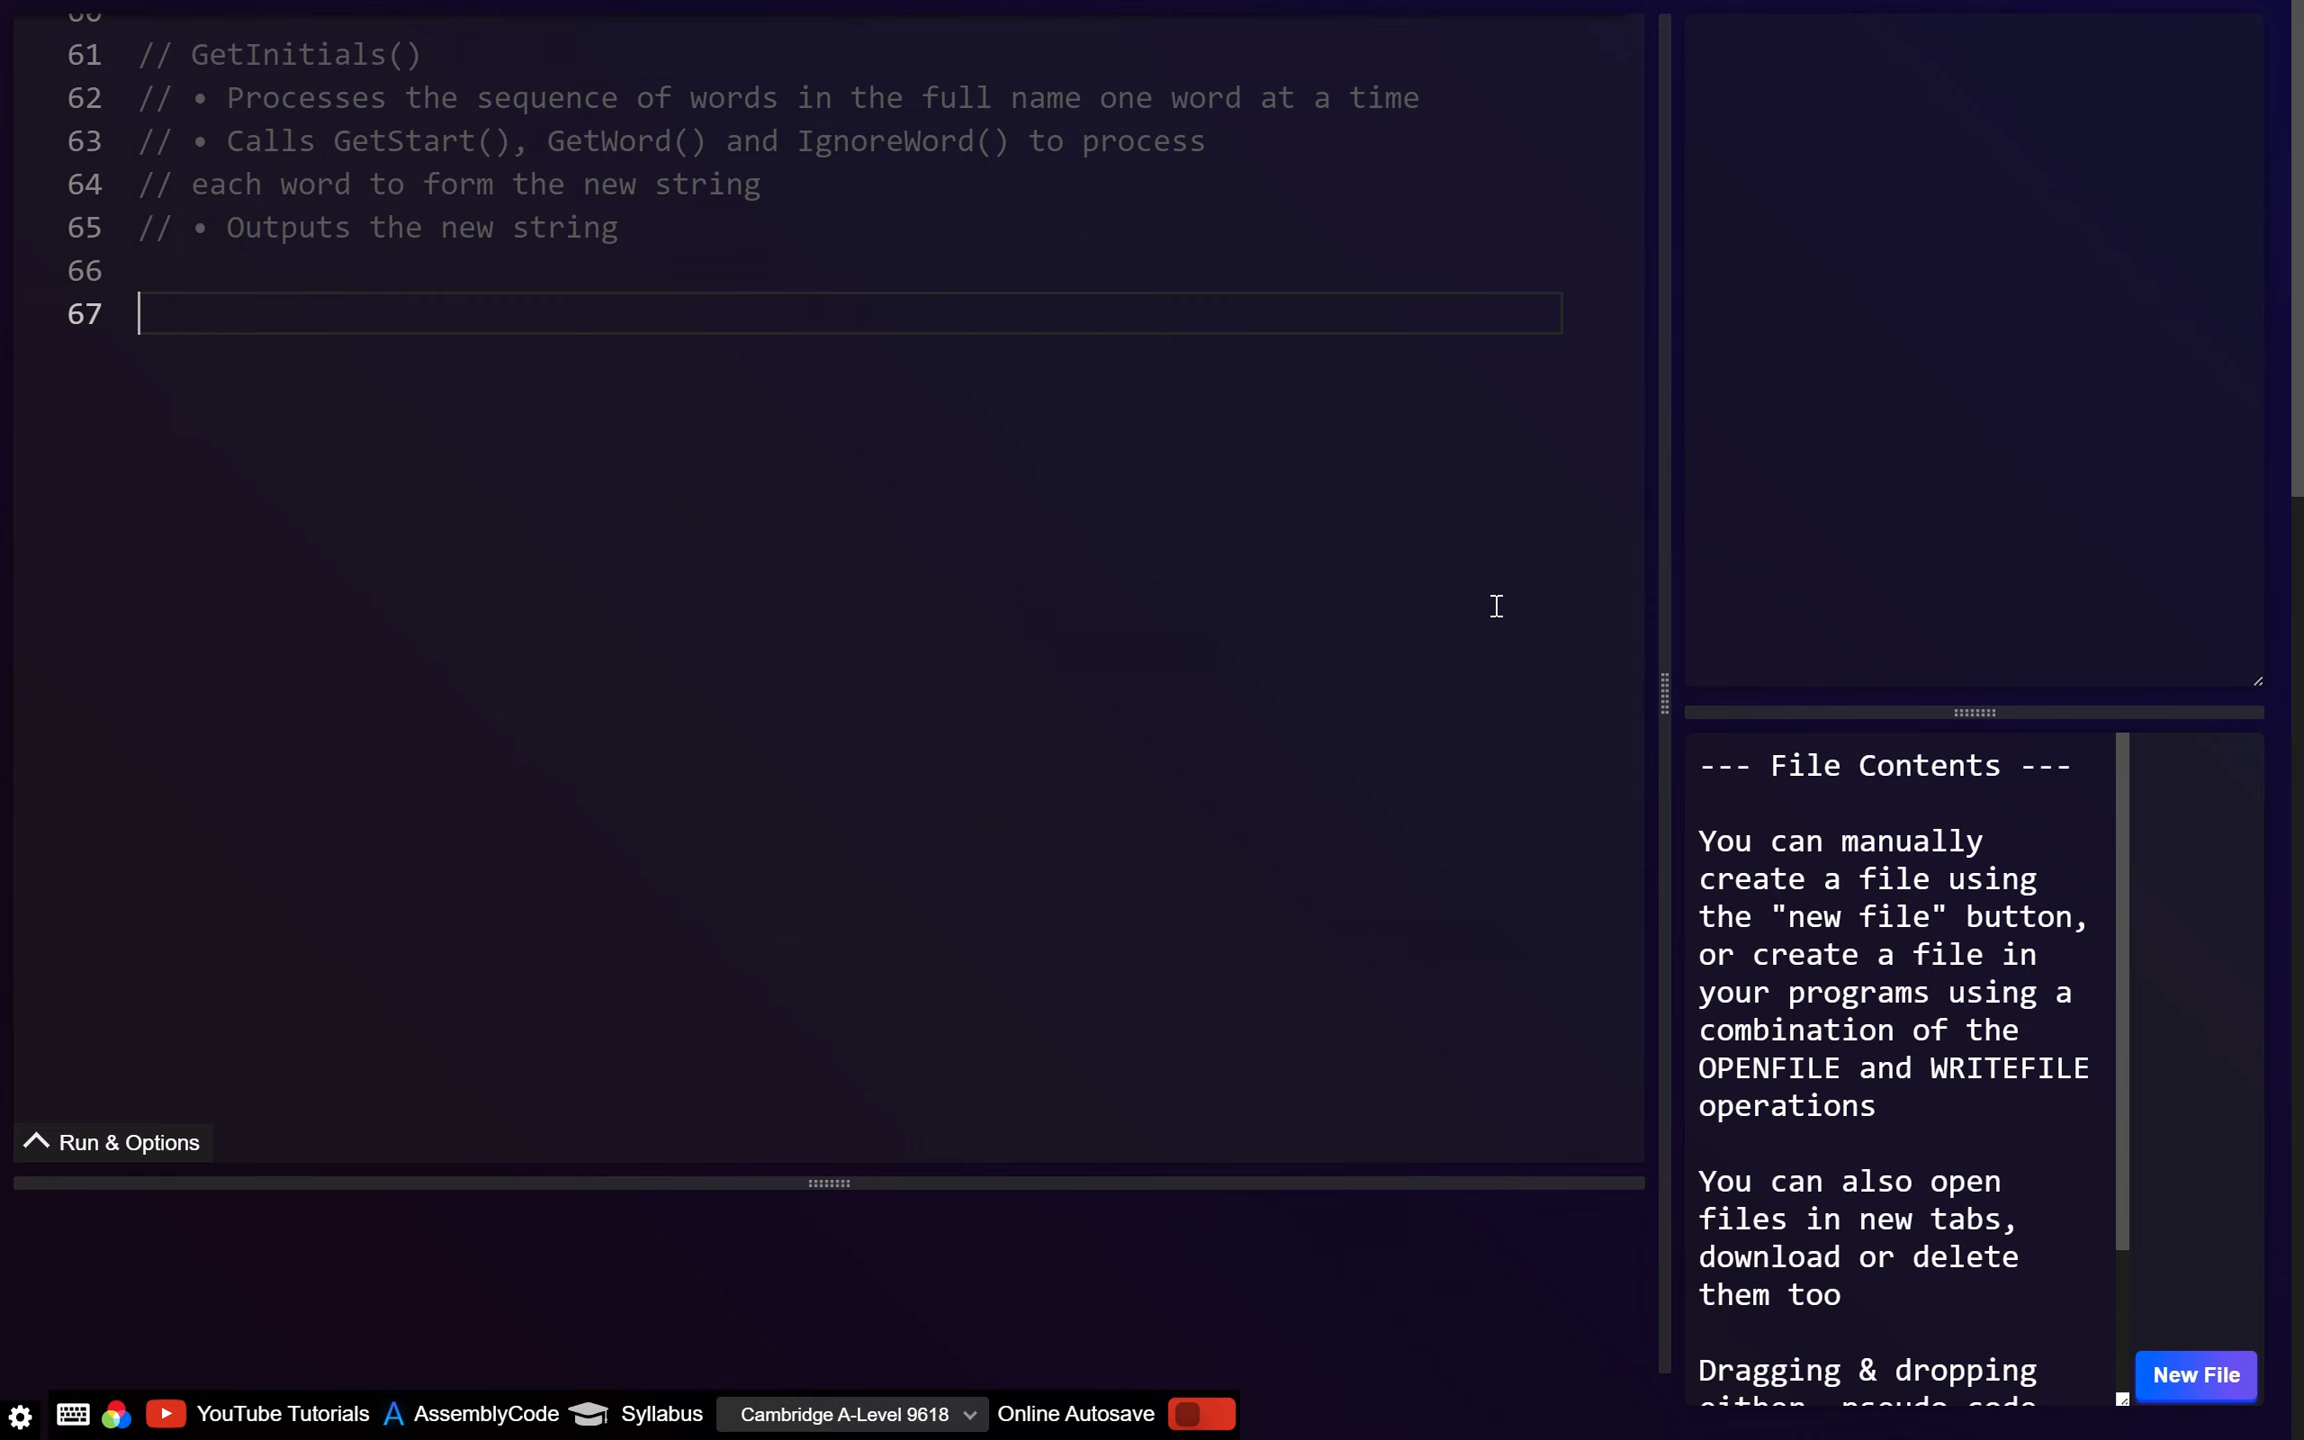 61 // GetInitials()
62 // • Processes the sequence of words in the full name one word at a time
63 // • Calls GetStart(), GetWord() and IgnoreWord() to process
64 // each word to form the new string
65 // • Outputs the new string
66
67
Run & Options
--- File Contents ---
You can manually
create a file using
the "new file" button,
or create a file in
your programs using a
combination of the
OPENFILE and WRITEFILE
operations
You can also open
files in new tabs,
download or delete
them too
Dragging & dropping
New File
YouTube Tutorials AssemblyCode Syllabus Cambridge A-Level 9618 Online Autosave